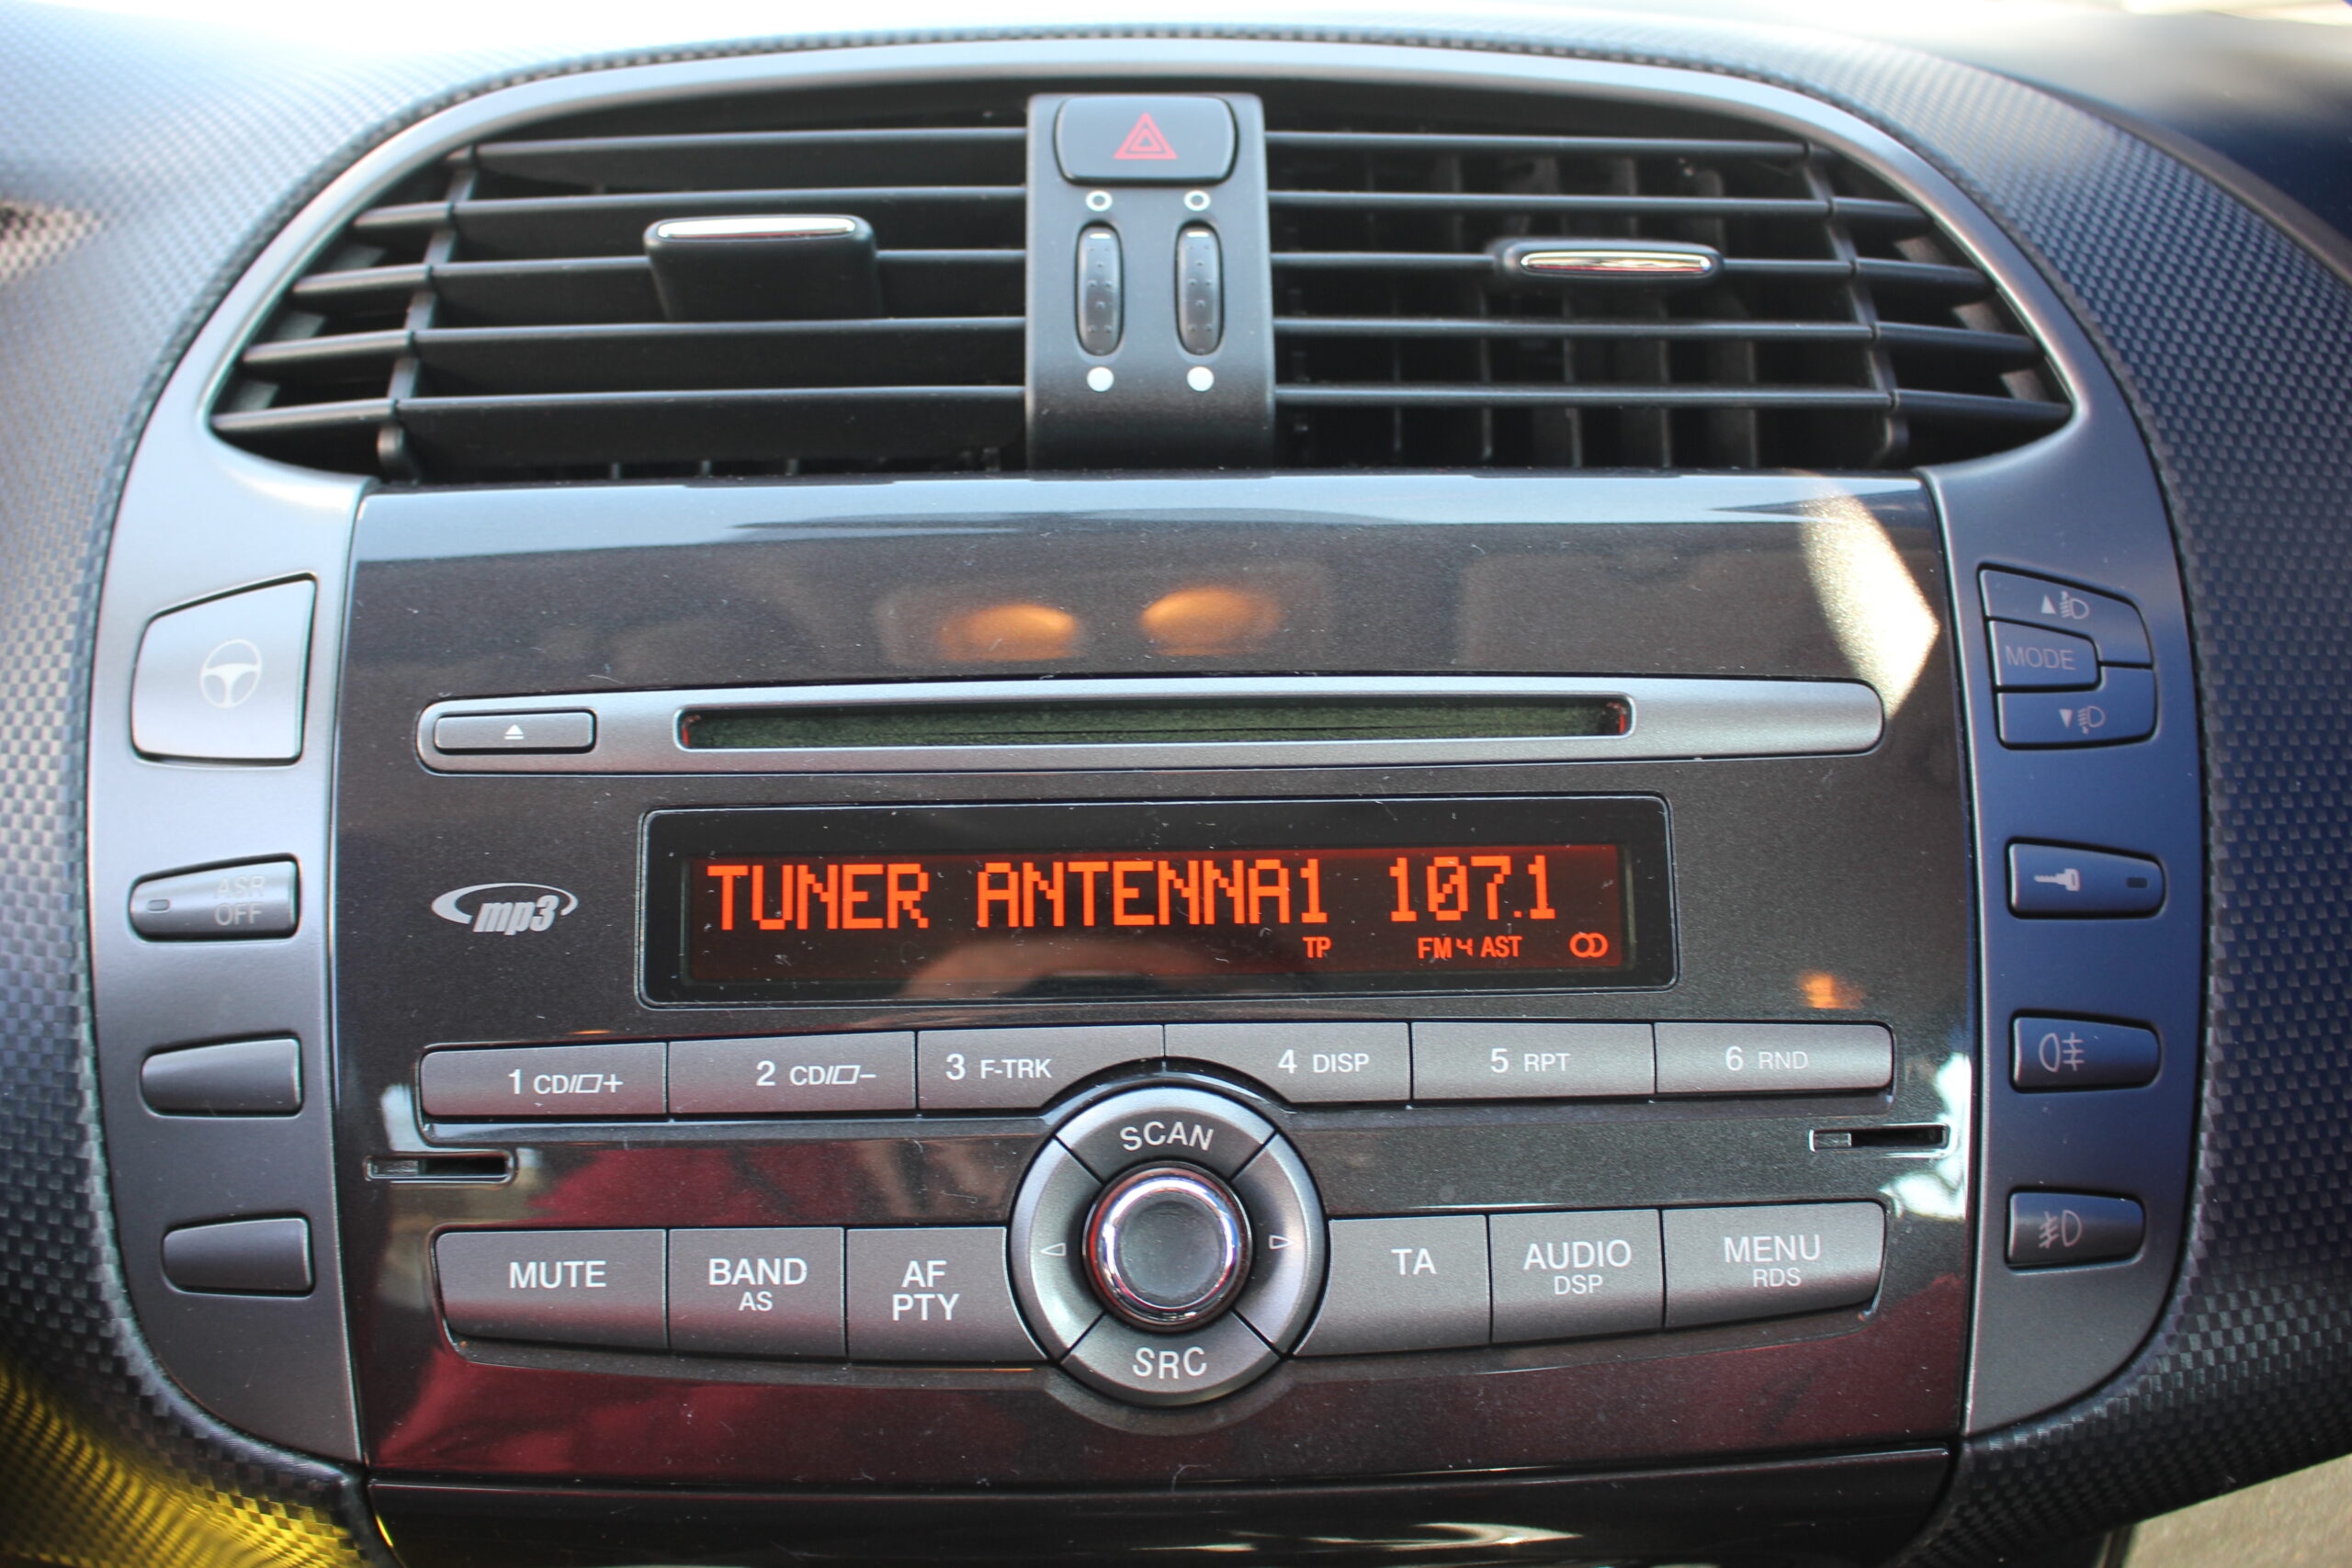 MODE
mp3
ASR
OFF
TUNER ANTENNA1 107.1
TP FM4 AST
1 CD/+
2 CD/-
3 F-TRK
4 DISP
5 RPT
6 RND
SCAN
MUTE
BAND
AS
AF
PTY
TA
AUDIO
DSP
MENU
RDS
SRC